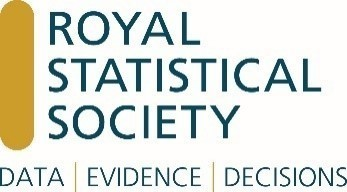 ROYAL
STATISTICAL
SOCIETY
DATA | EVIDENCE | DECISIONS